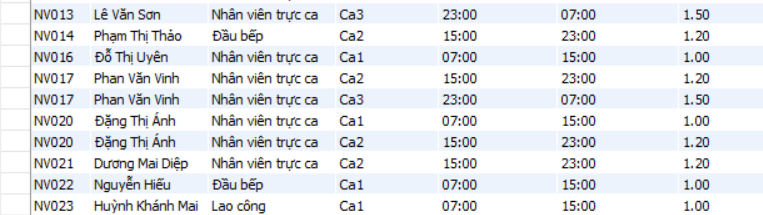 NV013 Lê Văn Sơn Nhân viên trực ca Ca3 23:00 07:00 1.50
NV014 Phạm Thị Thảo Đầu bếp Ca2 15:00 23:00 1.20
NV016 Đỗ Thị Uyên Nhân viên trực ca Ca1 07:00 15:00 1.00
NV017 Phan Văn Vinh Nhân viên trực ca Ca2 15:00 23:00 1.20
NV017 Phan Văn Vinh Nhân viên trực ca Ca3 23:00 07:00 1.50
NV020 Đặng Thị Ánh Nhân viên trực ca Ca1 07:00 15:00 1.00
NV020 Đặng Thị Ánh Nhân viên trực ca Ca2 15:00 23:00 1.20
NV021 Dương Mai Diệp Nhân viên trực ca Ca2 15:00 23:00 1.20
NV022 Nguyễn Hiếu Đầu bếp Ca1 07:00 15:00 1.00
NV023 Huỳnh Khánh Mai Lao công Ca1 07:00 15:00 1.00